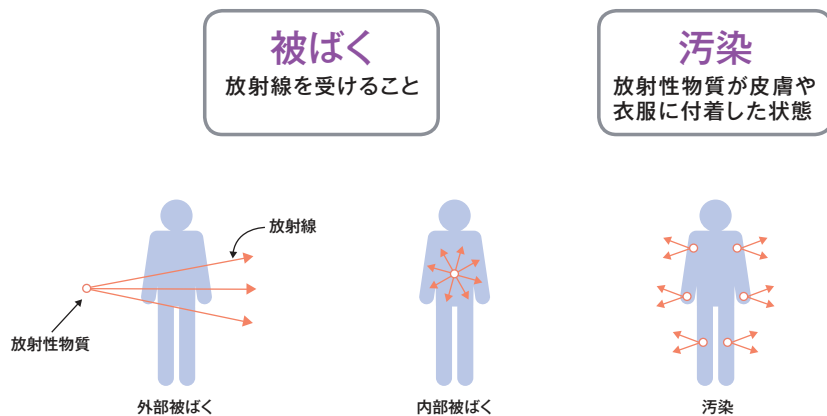 被ばく
放射線を受けること
汚染
放射性物質が皮膚や
衣服に付着した状態
放射線
放射性物質
外部被ばく
内部被ばく
汚染